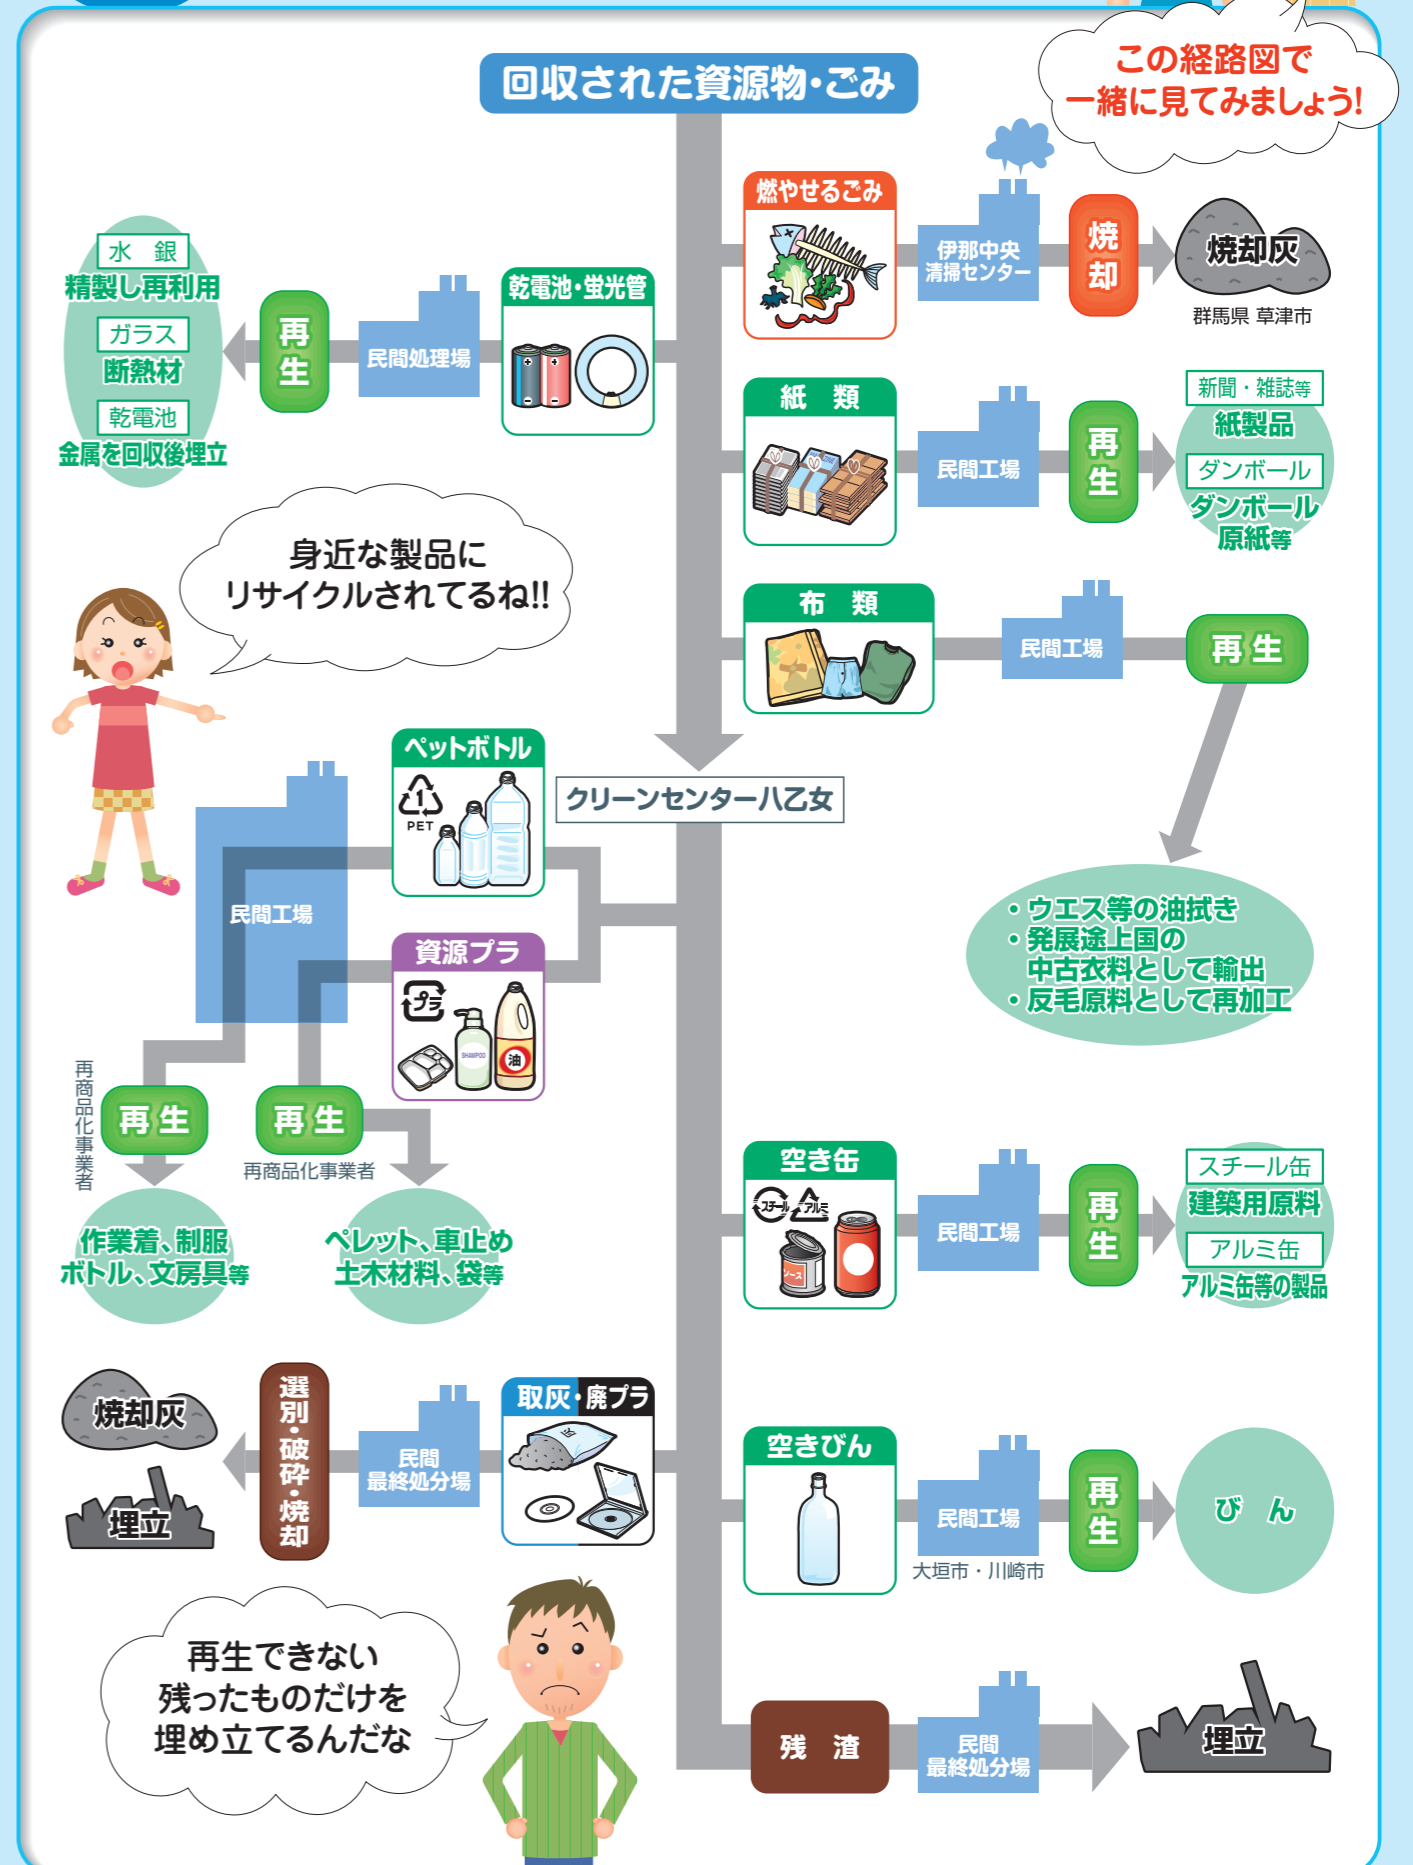 回収された資源物・ごみ
この経路図で
一緒に見てみましょう!
燃やせるごみ
伊那中央
清掃センター
焼却
焼却灰
群馬県 草津市
水 銀
精製し再利用
ガラス
断熱材
乾電池
金属を回収後埋立
再生
民間処理場
乾電池・蛍光管
紙 類
民間工場
再生
新聞・雑誌等
紙製品
ダンボール
ダンボール
原紙等
身近な製品に
リサイクルされてるね!!
布 類
民間工場
再生
・ウエス等の油拭き
・発展途上国の
中古衣料として輸出
・反毛原料として再加工
クリーンセンター八乙女
ペットボトル
1
PET
民間工場
資源プラ
プラ
SHAMPOO
油
再商品化事業者
再生
再生
再商品化事業者
作業着、制服
ボトル、文房具等
ペレット、車止め
土木材料、袋等
空き缶
スチール
アルミ
ソース
民間工場
再生
スチール缶
建築用原料
アルミ缶
アルミ缶等の製品
焼却灰
埋立
選別・破砕・焼却
民間
最終処分場
取灰・廃プラ
灰
空きびん
民間工場
大垣市・川崎市
再生
びん
再生できない
残ったものだけを
埋め立てるんだな
残 渣
民間
最終処分場
埋立